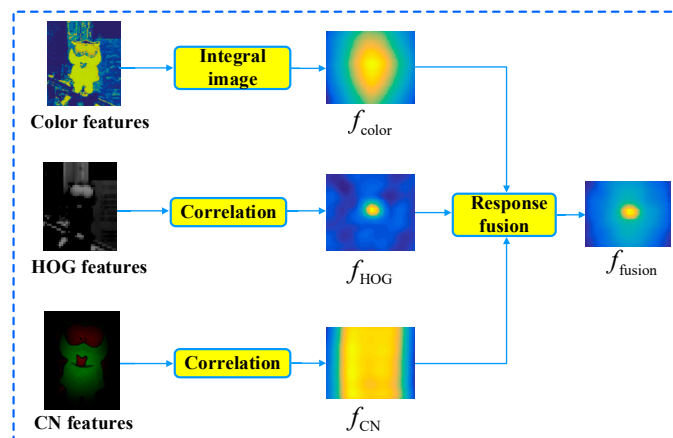 Integral
image
Color features
f_color
Correlation
Response
fusion
HOG features
f_HOG
f_fusion
Correlation
CN features
f_CN